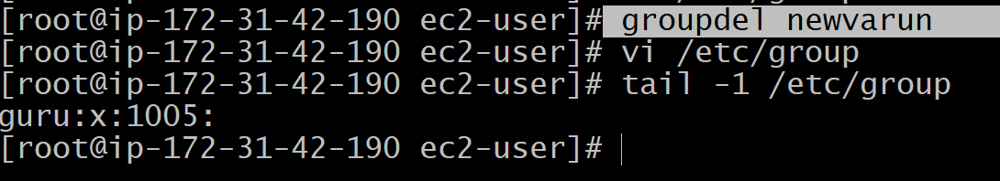 [root@ip-172-31-42-190 ec2-user]# groupdel newvarun
[root@ip-172-31-42-190 ec2-user]# vi /etc/group
[root@ip-172-31-42-190 ec2-user]# tail -1 /etc/group
guru:x:1005:
[root@ip-172-31-42-190 ec2-user]#